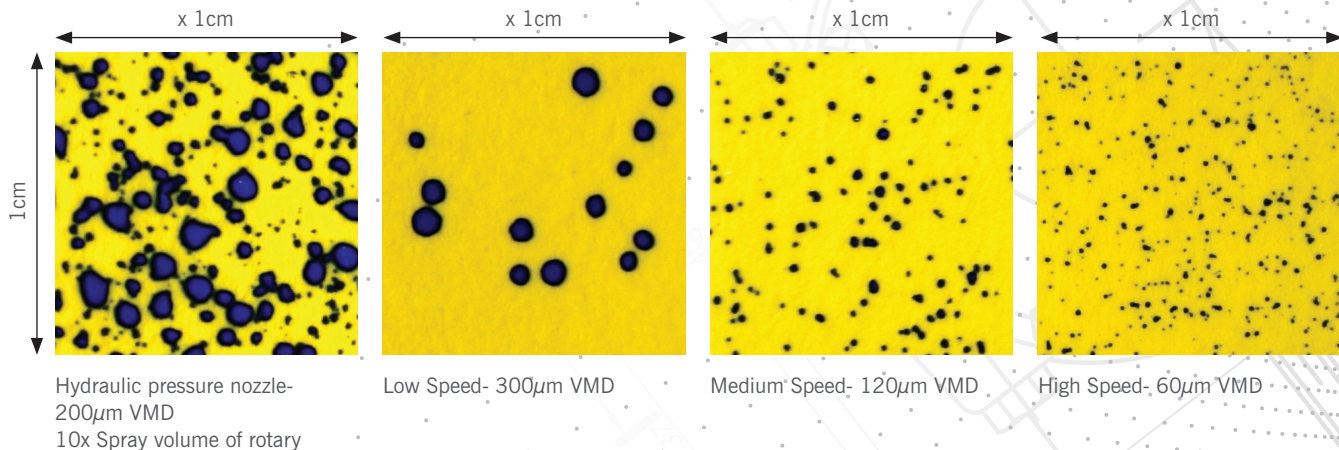 x 1cm
x 1cm
x 1cm
x 1cm
1cm
Hydraulic pressure nozzle-
200µm VMD
10x Spray volume of rotary
Low Speed- 300µm VMD
Medium Speed- 120µm VMD
High Speed- 60µm VMD